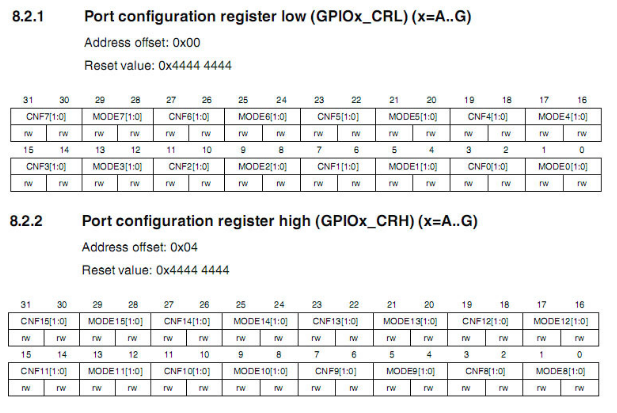 8.2.1 Port configuration register low (GPIOx_CRL) (x=A..G)
Address offset: 0x00
Reset value: 0x4444 4444
31 30 29 28 27 26 25 24 23 22 21 20 19 18 17 16
CNF7[1:0] MODE7[1:0] CNF6[1:0] MODE6[1:0] CNF5[1:0] MODE5[1:0] CNF4[1:0] MODE4[1:0]
rw rw rw rw rw rw rw rw rw rw rw rw rw rw rw rw
15 14 13 12 11 10 9 8 7 6 5 4 3 2 1 0
CNF3[1:0] MODE3[1:0] CNF2[1:0] MODE2[1:0] CNF1[1:0] MODE1[1:0] CNF0[1:0] MODE0[1:0]
rw rw rw rw rw rw rw rw rw rw rw rw rw rw rw rw
8.2.2 Port configuration register high (GPIOx_CRH) (x=A..G)
Address offset: 0x04
Reset value: 0x4444 4444
31 30 29 28 27 26 25 24 23 22 21 20 19 18 17 16
CNF15[1:0] MODE15[1:0] CNF14[1:0] MODE14[1:0] CNF13[1:0] MODE13[1:0] CNF12[1:0] MODE12[1:0]
rw rw rw rw rw rw rw rw rw rw rw rw rw rw rw rw
15 14 13 12 11 10 9 8 7 6 5 4 3 2 1 0
CNF11[1:0] MODE11[1:0] CNF10[1:0] MODE10[1:0] CNF9[1:0] MODE9[1:0] CNF8[1:0] MODE8[1:0]
rw rw rw rw rw rw rw rw rw rw rw rw rw rw rw rw